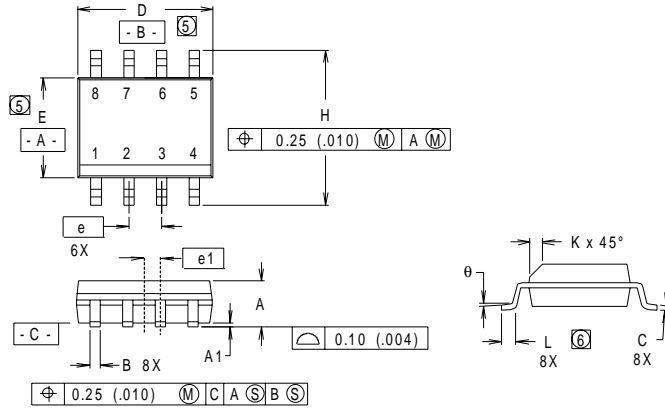 D
- B -
5
8 7 6 5
5
E
- A -
H
⌖ 0.25 (.010) Ⓜ A Ⓜ
1 2 3 4
e
6X
e1
K x 45°
θ
A
- C -
A1
⌓ 0.10 (.004)
L
8X
6
C
8X
B 8X
⌖ 0.25 (.010) Ⓜ C A Ⓢ B Ⓢ